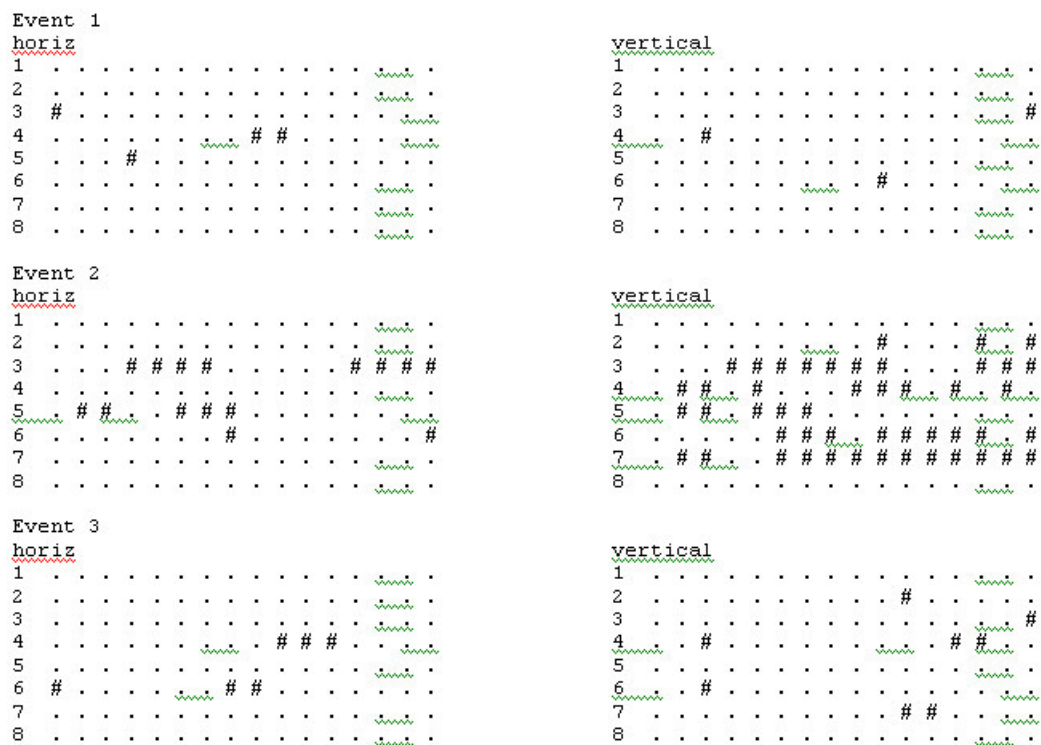 Event 1
horiz vertical
1 . . . . . . . . . . . . . . . . 1 . . . . . . . . . . . . . . . .
2 . . . . . . . . . . . . . . . . 2 . . . . . . . . . . . . . . . .
3 # . . . . . . . . . . . . . . . 3 . . . . . . . . . . . . . . . #
4 . . . . . . . . # # . . . . . . 4 . . # . . . . . . . . . . . . .
5 . . . # . . . . . . . . . . . . 5 . . . . . . . . . . . . . . . .
6 . . . . . . . . . . . . . . . . 6 . . . . . . . . . # . . . . . .
7 . . . . . . . . . . . . . . . . 7 . . . . . . . . . . . . . . . .
8 . . . . . . . . . . . . . . . . 8 . . . . . . . . . . . . . . . .
Event 2
horiz vertical
1 . . . . . . . . . . . . . . . . 1 . . . . . . . . . . . . . . . .
2 . . . . . . . . . . . . . . . . 2 . . . . . . . . . # . . . # . #
3 . . . # # # # . . . . . # # # # 3 . . . # # # # # # # . . . # # #
4 . . . . . . . . . . . . . . . . 4 . # # . # . . . # # # . # . # .
5 . # # . . # # # . . . . . . . . 5 . # # . # # # . . . . . . . . .
6 . . . . . . . # . . . . . . . # 6 . . . . . # # # . # # # # # . #
7 . . . . . . . . . . . . . . . . 7 . # # . . # # # # # # # # # # #
8 . . . . . . . . . . . . . . . . 8 . . . . . . . . . . . . . . . .
Event 3
horiz vertical
1 . . . . . . . . . . . . . . . . 1 . . . . . . . . . . . . . . . .
2 . . . . . . . . . . . . . . . . 2 . . . . . . . . . . # . . . . .
3 . . . . . . . . . . . . . . . . 3 . . . . . . . . . . . . . . . #
4 . . . . . . . . . # # # . . . . 4 . . # . . . . . . . . . # # . .
5 . . . . . . . . . . . . . . . . 5 . . . . . . . . . . . . . . . .
6 # . . . . . . # # . . . . . . . 6 . . # . . . . . . . . . . . . .
7 . . . . . . . . . . . . . . . . 7 . . . . . . . . . . # # . . . .
8 . . . . . . . . . . . . . . . . 8 . . . . . . . . . . . . . . . .